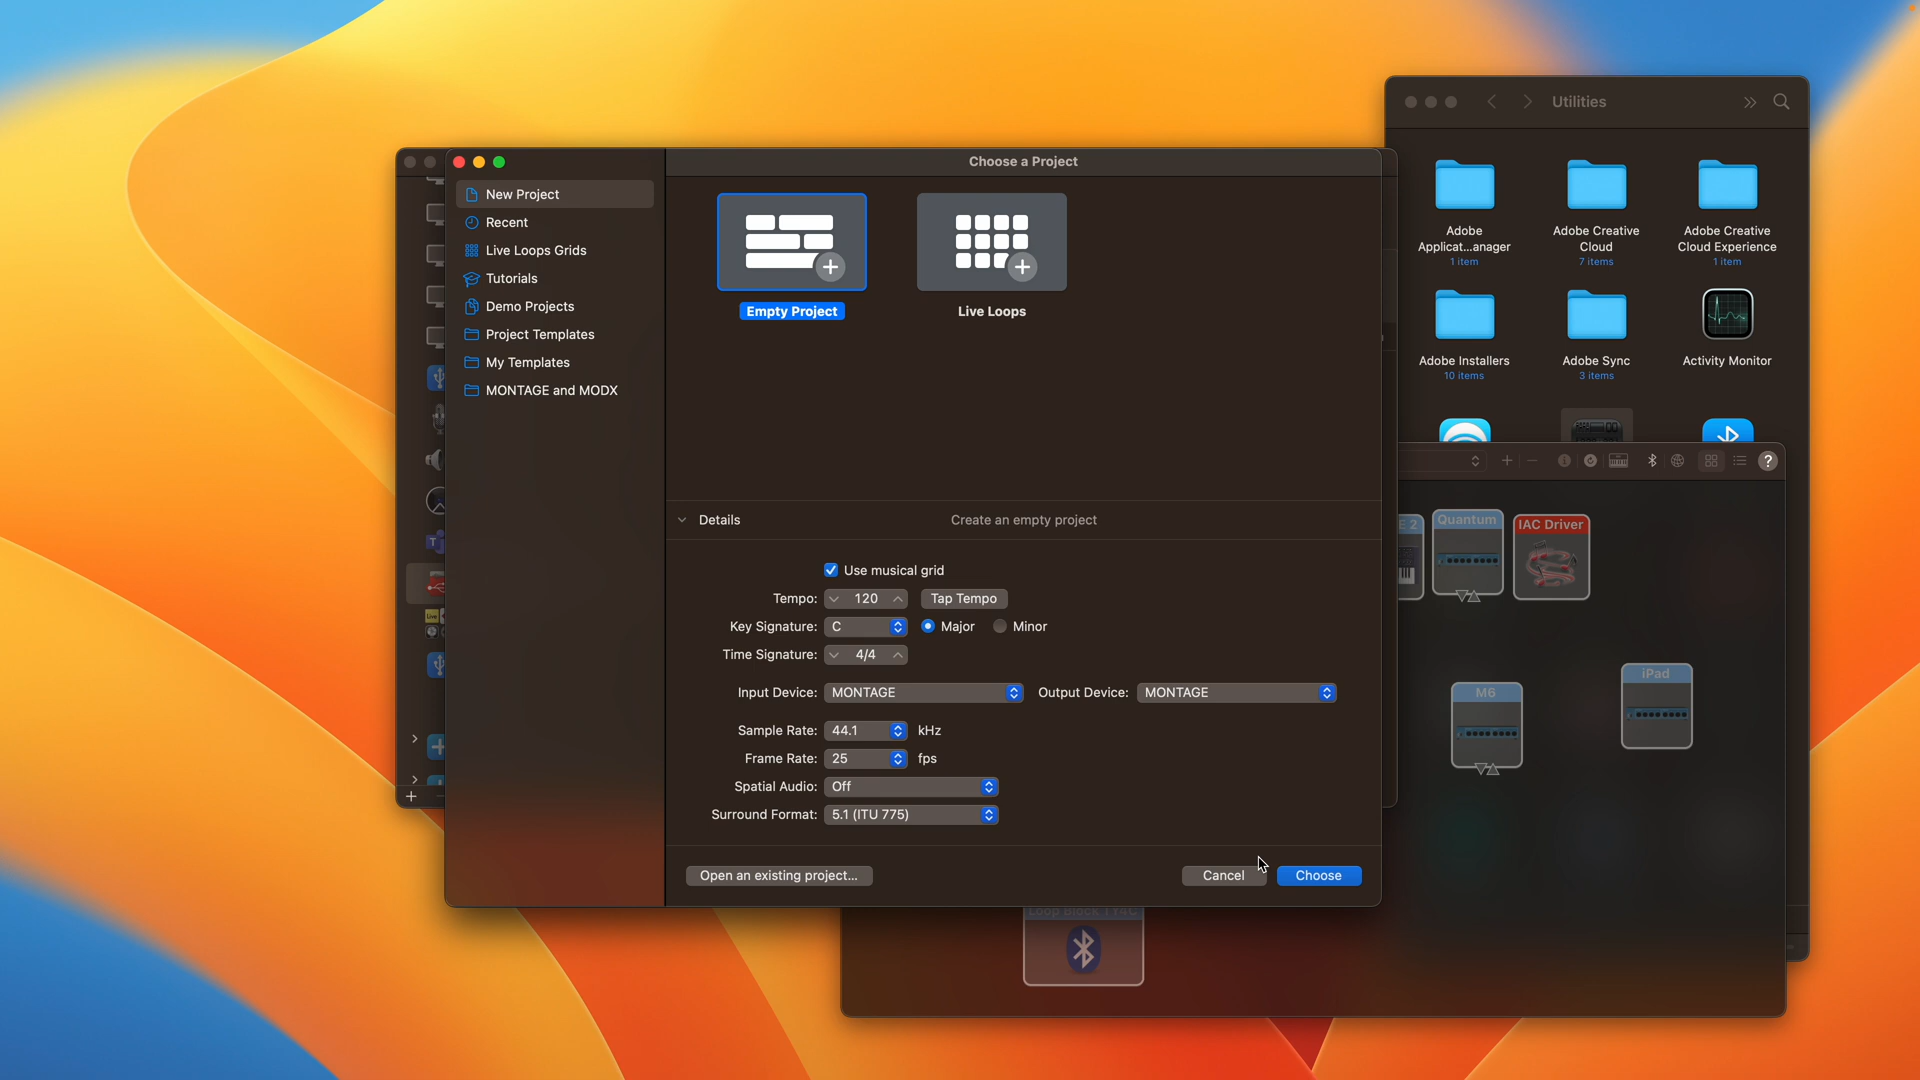 Utilities
Choose a Project
New Project
Recent
Live Loops Grids
Tutorials
Demo Projects
Project Templates
My Templates
MONTAGE and MODX
Empty Project
Live Loops
Adobe Applicat...anager
1 item
Adobe Creative Cloud
7 items
Adobe Creative Cloud Experience
1 item
Adobe Installers
10 items
Adobe Sync
3 items
Activity Monitor
Details
Create an empty project
Use musical grid
Tempo: 120 Tap Tempo
Key Signature: C Major Minor
Time Signature: 4/4
Input Device: MONTAGE Output Device: MONTAGE
Sample Rate: 44.1 kHz
Frame Rate: 25 fps
Spatial Audio: Off
Surround Format: 5.1 (ITU 775)
Open an existing project...
Cancel
Choose
E 2
Quantum
IAC Driver
M6
iPad